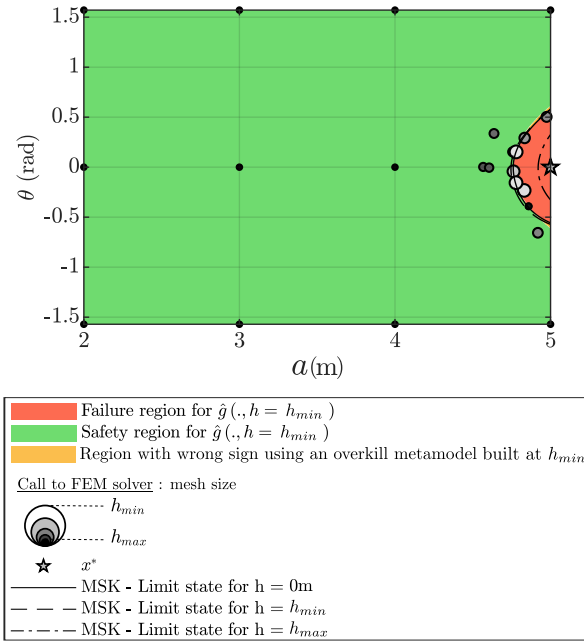 1.5
1
0.5
0
-0.5
-1
-1.5
θ (rad)
2
3
4
5
a(m)
Failure region for ĝ(., h = h_min)
Safety region for ĝ(., h = h_min)
Region with wrong sign using an overkill metamodel built at h_min
Call to FEM solver : mesh size
h_min
h_max
x*
MSK - Limit state for h = 0m
MSK - Limit state for h = h_min
MSK - Limit state for h = h_max